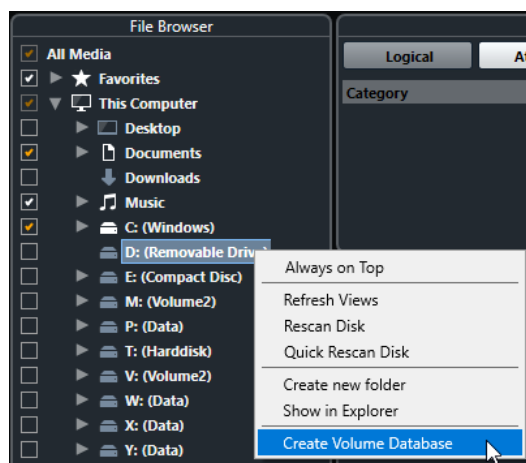 File Browser
All Media
Favorites
This Computer
Desktop
Documents
Downloads
Music
C: (Windows)
D: (Removable Drive)
E: (Compact Disc)
M: (Volume2)
P: (Data)
T: (Harddisk)
V: (Volume2)
W: (Data)
X: (Data)
Y: (Data)
Logical
Category
Always on Top
Refresh Views
Rescan Disk
Quick Rescan Disk
Create new folder
Show in Explorer
Create Volume Database